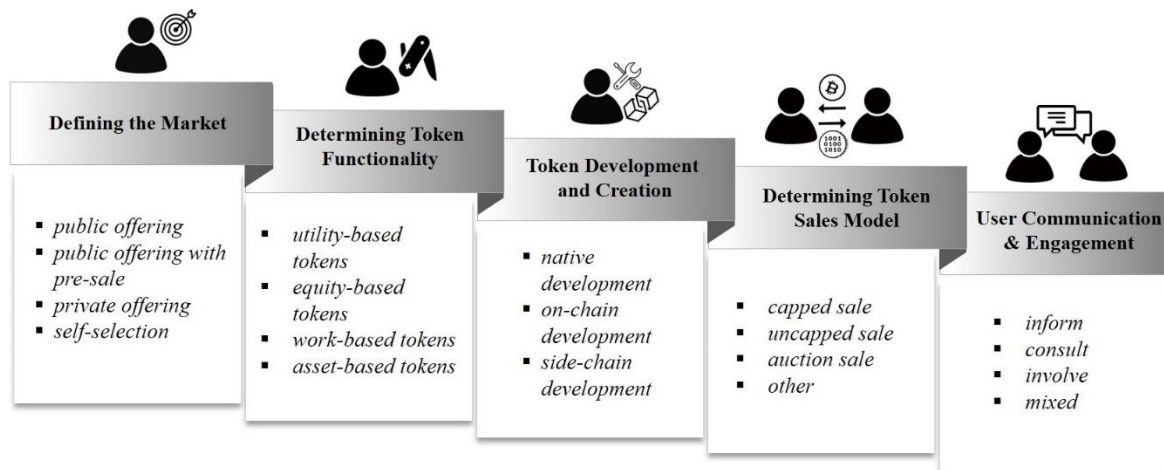 Defining the Market
▪ public offering
▪ public offering with
pre-sale
▪ private offering
▪ self-selection
Determining Token
Functionality
▪ utility-based
tokens
▪ equity-based
tokens
▪ work-based tokens
▪ asset-based tokens
Token Development
and Creation
▪ native
development
▪ on-chain
development
▪ side-chain
development
1001
0100
1010
Determining Token
Sales Model
▪ capped sale
▪ uncapped sale
▪ auction sale
▪ other
User Communication
& Engagement
▪ inform
▪ consult
▪ involve
▪ mixed